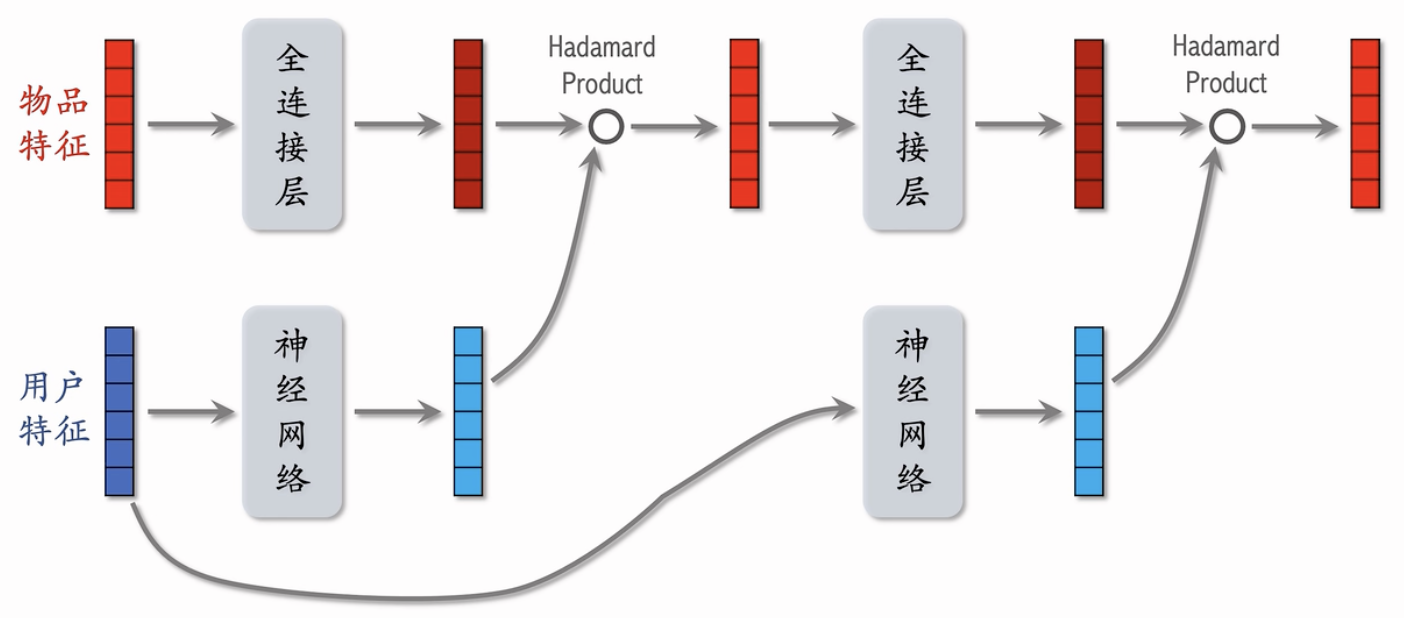 物品
特征
全
连
接
层
Hadamard
Product
全
连
接
层
Hadamard
Product
用户
特征
神
经
网
络
神
经
网
络